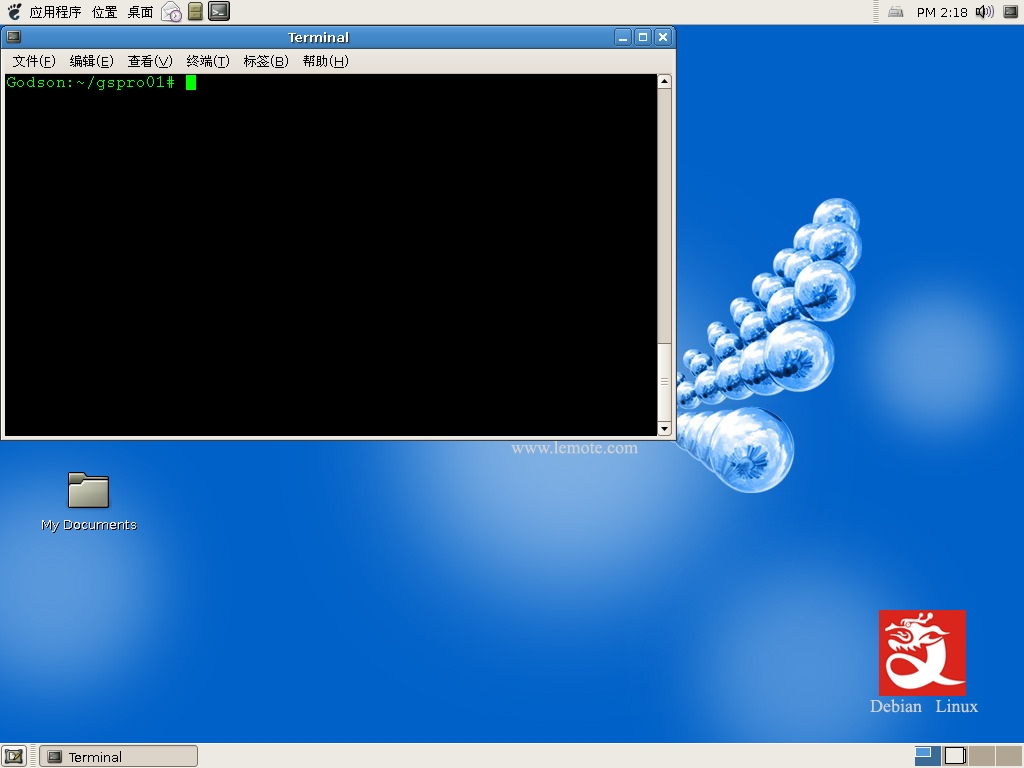 应用程序 位置 桌面
PM 2:18
Terminal
文件(F) 编辑(E) 查看(V) 终端(T) 标签(B) 帮助(H)
Godson:~/gspro01#
www.lemote.com
My Documents
Debian Linux
Terminal